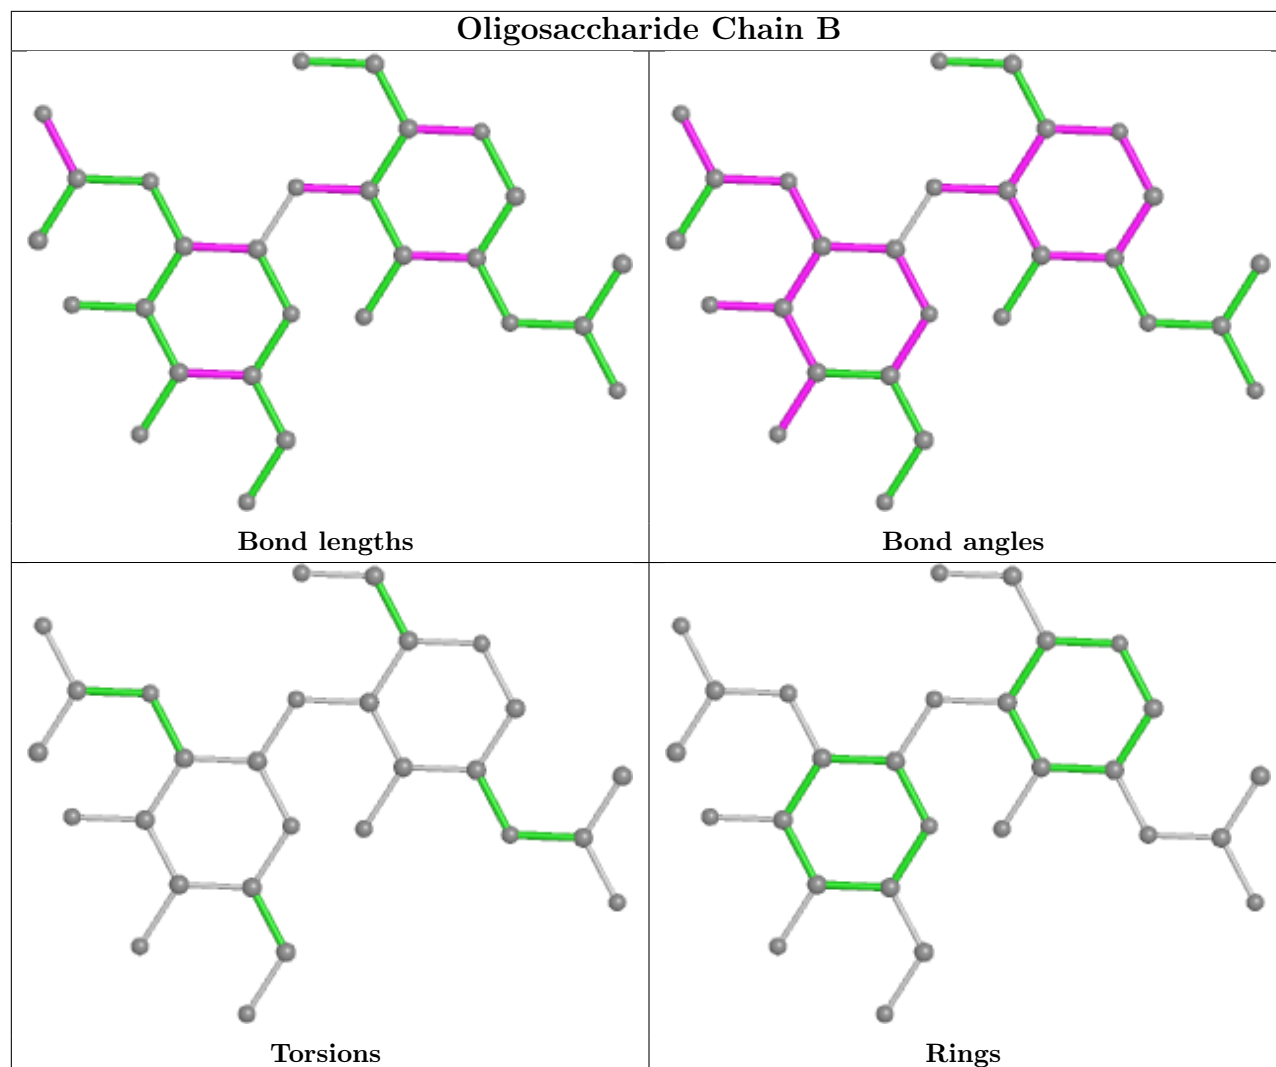 Oligosaccharide Chain B
Bond lengths
Bond angles
Torsions
Rings